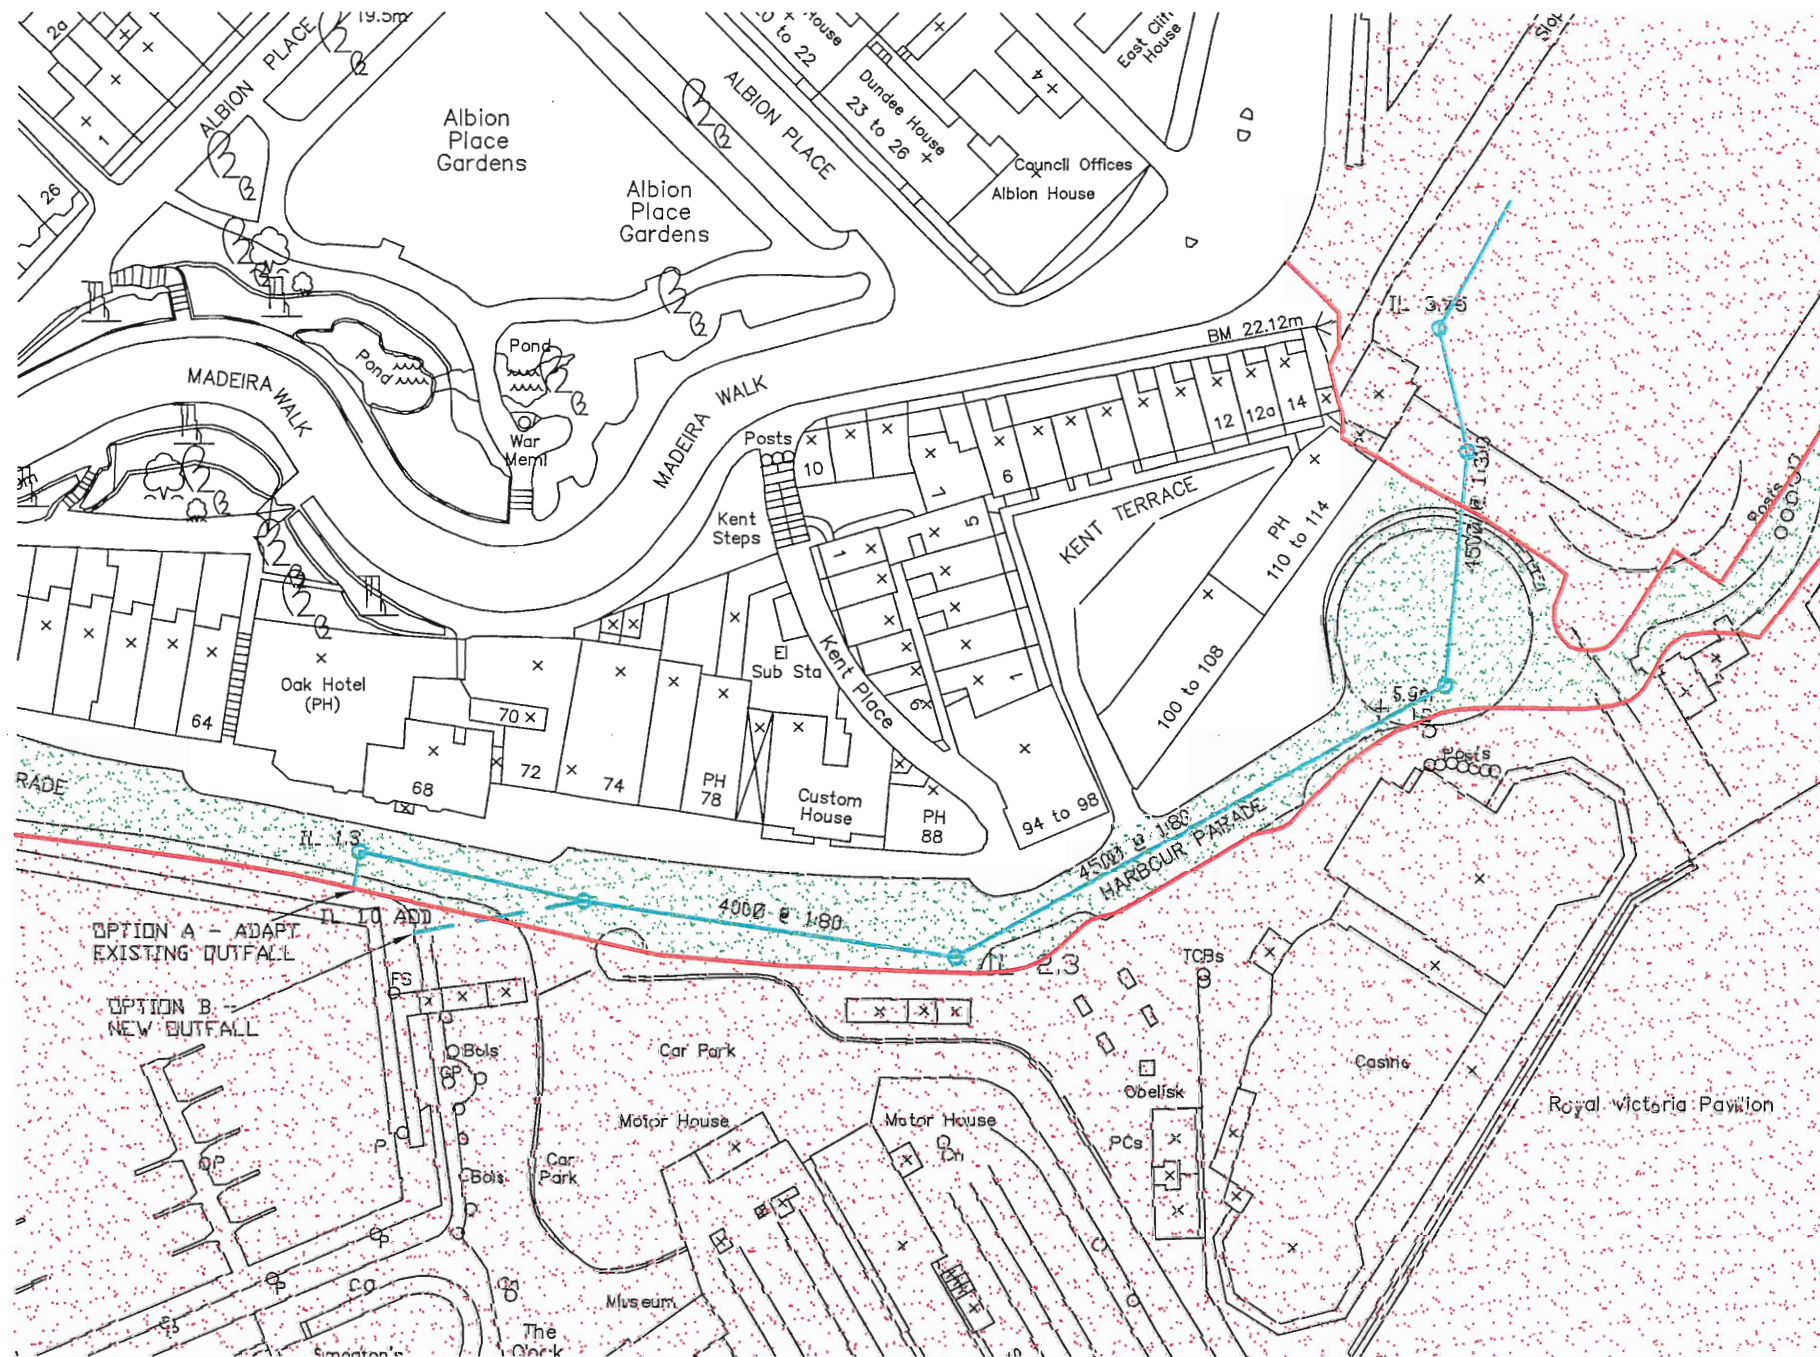 2a
19.5m
1
26
ALBION PLACE
Albion
Place
Gardens
Albion
Place
Gardens
ALBION PLACE
House
to 22
Dundee House
23 to 26
4
East Cliff
House
Council Offices
Albion House
BM 22.12m
IL 3.75
MADEIRA WALK
Pond
Pond
War
Meml
MADEIRA WALK
Posts
10
7
6
12
12a
14
Kent
Steps
1
5
KENT TERRACE
PH
110 to 114
100 to 108
Posts
Kent Place
El
Sub Sta
6
1
Oak Hotel
(PH)
64
70
68
72
74
PH
78
Custom
House
PH
88
94 to 98
Posts
RADE
IL 1.3
450Ø @ 1:80
HARBOUR PARADE
400Ø @ 1:80
IL 1.0 AOD
OPTION A - ADAPT
EXISTING OUTFALL
OPTION B -
NEW OUTFALL
IL 2.3
TCBs
FS
Bols
GP
P
Bols
Car Park
Car
Park
Motor House
Motor House
Obelisk
PCs
Casino
Royal Victoria Pavilion
Museum
The
Clock